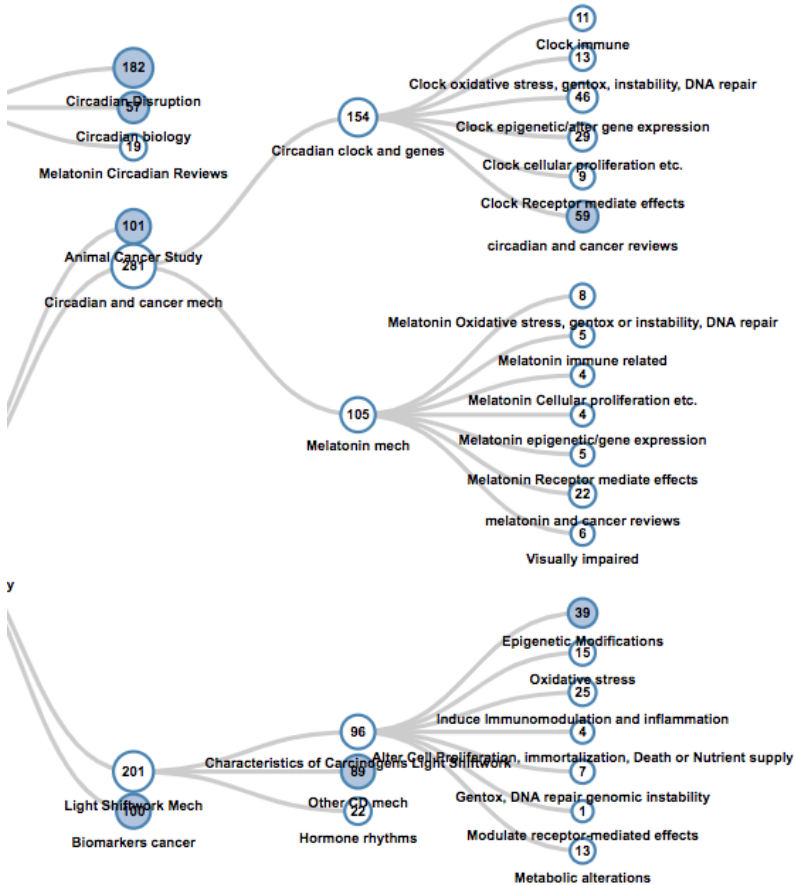 182
Circadian Disruption
57
Circadian biology
19
Melatonin Circadian Reviews
101
Animal Cancer Study
281
Circadian and cancer mech
154
Circadian clock and genes
11
Clock immune
13
Clock oxidative stress, gentox, instability, DNA repair
46
Clock epigenetic/alter gene expression
29
Clock cellular proliferation etc.
9
Clock Receptor mediate effects
59
circadian and cancer reviews
105
Melatonin mech
8
Melatonin Oxidative stress, gentox or instability, DNA repair
5
Melatonin immune related
4
Melatonin Cellular proliferation etc.
4
Melatonin epigenetic/gene expression
5
Melatonin Receptor mediate effects
22
melatonin and cancer reviews
6
Visually impaired
y
201
Light Shiftwork Mech
100
Biomarkers cancer
96
Characteristics of Carcinogens Light Shiftwork
89
Other CD mech
22
Hormone rhythms
39
Epigenetic Modifications
15
Oxidative stress
25
Induce Immunomodulation and inflammation
4
Alter Cell Proliferation, immortalization, Death or Nutrient supply
7
Gentox, DNA repair genomic instability
1
Modulate receptor-mediated effects
13
Metabolic alterations